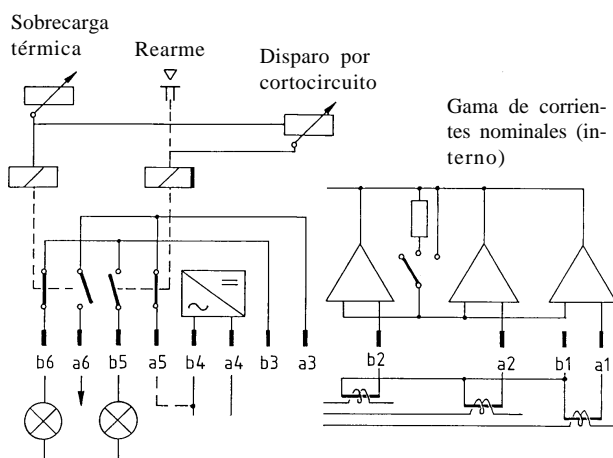 Sobrecarga
térmica
Rearme
Disparo por
cortocircuito
Gama de corrien-
tes nominales (in-
terno)
b6 a6 b5 a5 b4 a4 b3 a3
b2 a2 b1 a1